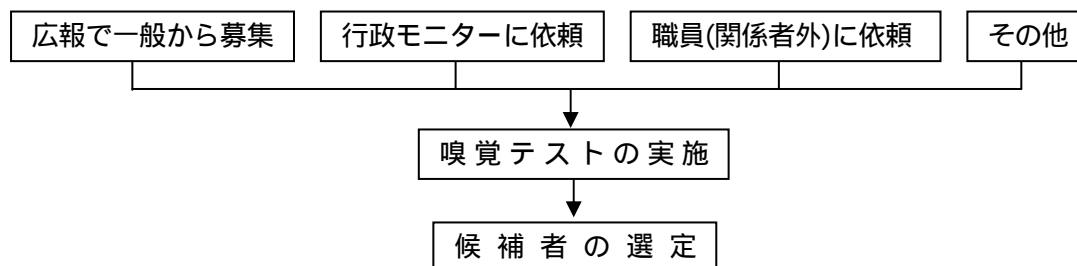 広報で一般から募集
行政モニターに依頼
職員(関係者外)に依頼
その他
嗅覚テストの実施
候補者の選定